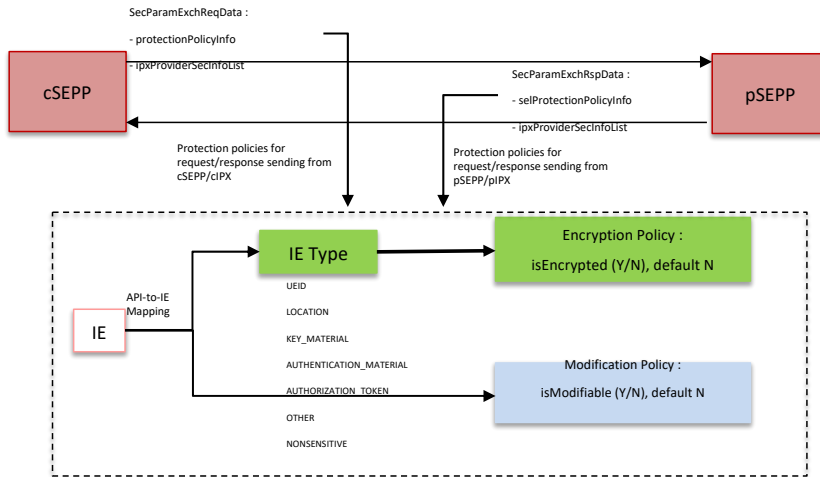 SecParamExchReqData :
- protectionPolicyInfo
- ipxProviderSecInfoList
cSEPP
SecParamExchRspData :
- selProtectionPolicyInfo
- ipxProviderSecInfoList
pSEPP
Protection policies for
request/response sending from
cSEPP/cIPX
Protection policies for
request/response sending from
pSEPP/pIPX
IE Type
Encryption Policy :
isEncrypted (Y/N), default N
API-to-IE
Mapping
IE
UEID
LOCATION
KEY_MATERIAL
AUTHENTICATION_MATERIAL
AUTHORIZATION_TOKEN
OTHER
NONSENSITIVE
Modification Policy :
isModifiable (Y/N), default N